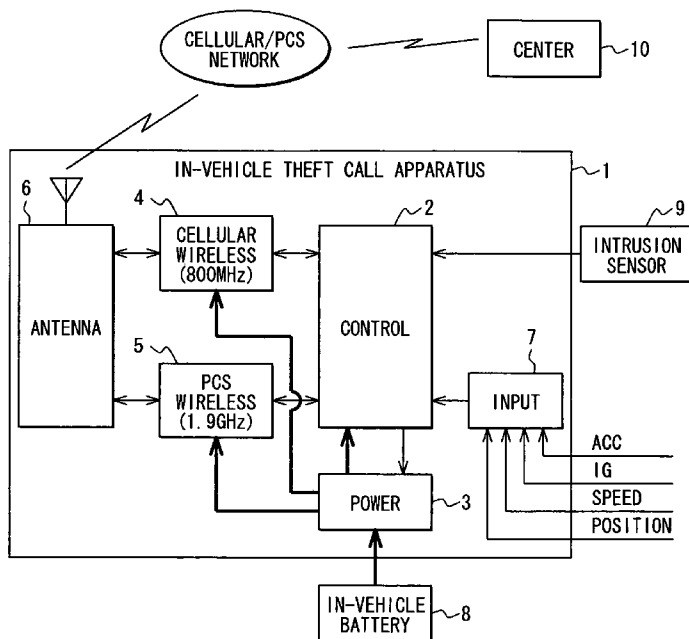 CELLULAR/PCS
NETWORK
CENTER
10
IN-VEHICLE THEFT CALL APPARATUS
1
6
4
2
9
CELLULAR
WIRELESS
(800MHz)
INTRUSION
SENSOR
ANTENNA
CONTROL
5
7
PCS
WIRELESS
(1.9GHz)
INPUT
ACC
IG
SPEED
POSITION
POWER
3
IN-VEHICLE
BATTERY
8